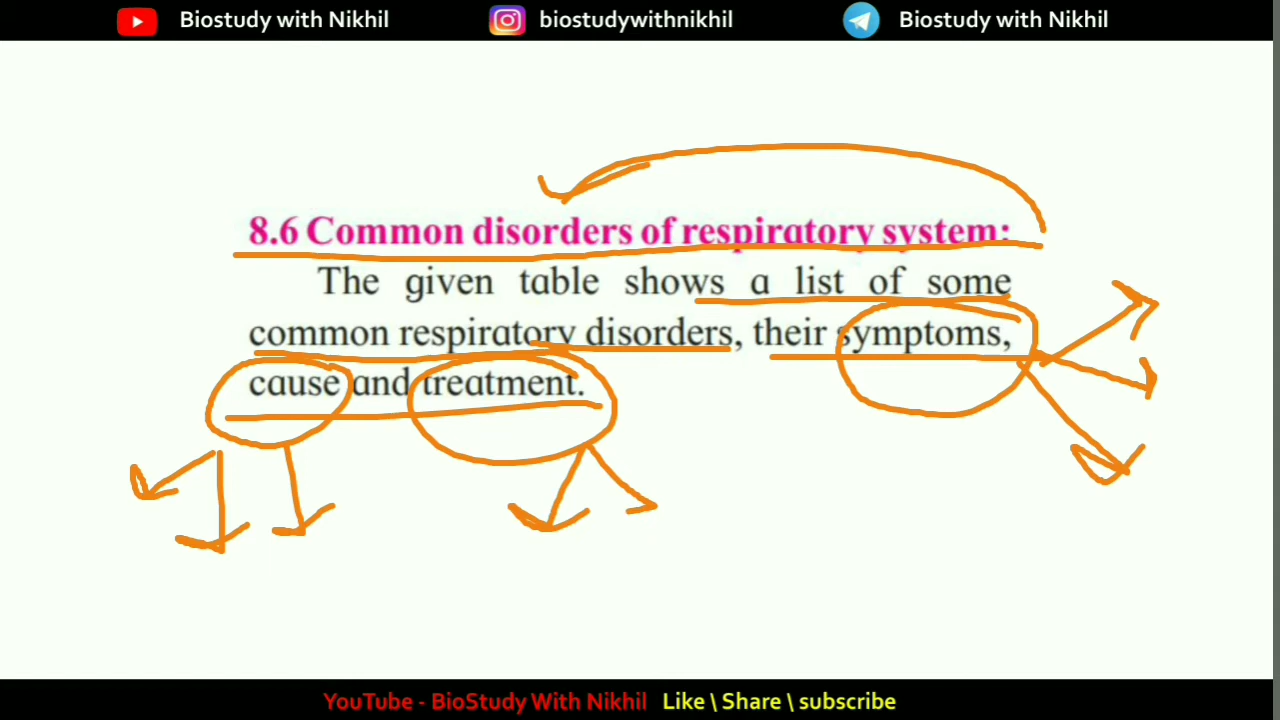 Biostudy with Nikhil biostudywithnikhil Biostudy with Nikhil
8.6 Common disorders of respiratory system:
The given table shows a list of some
common respiratory disorders, their symptoms,
cause and treatment.
YouTube - BioStudy With Nikhil Like \ Share \ subscribe